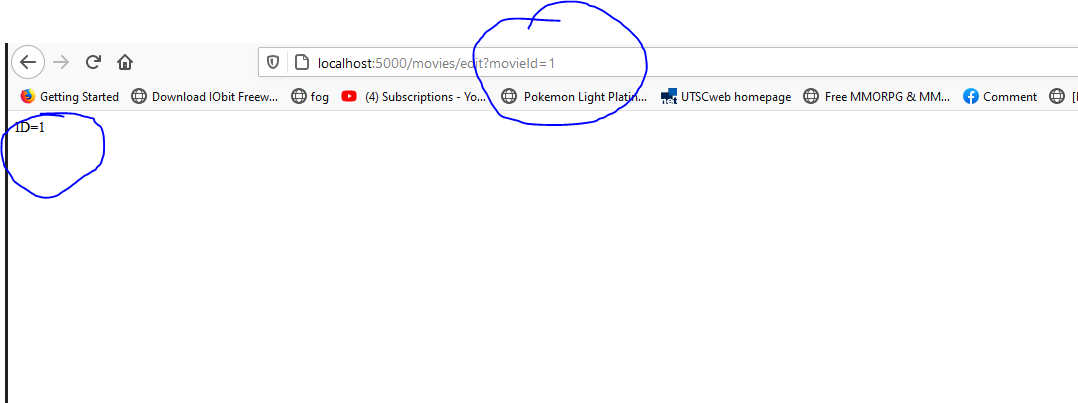 localhost:5000/movies/edit?movieId=1
Getting Started Download IObit Freew... fog (4) Subscriptions - Yo... Pokemon Light Platin... UTSCweb homepage Free MMORPG & MM... Comment
ID=1